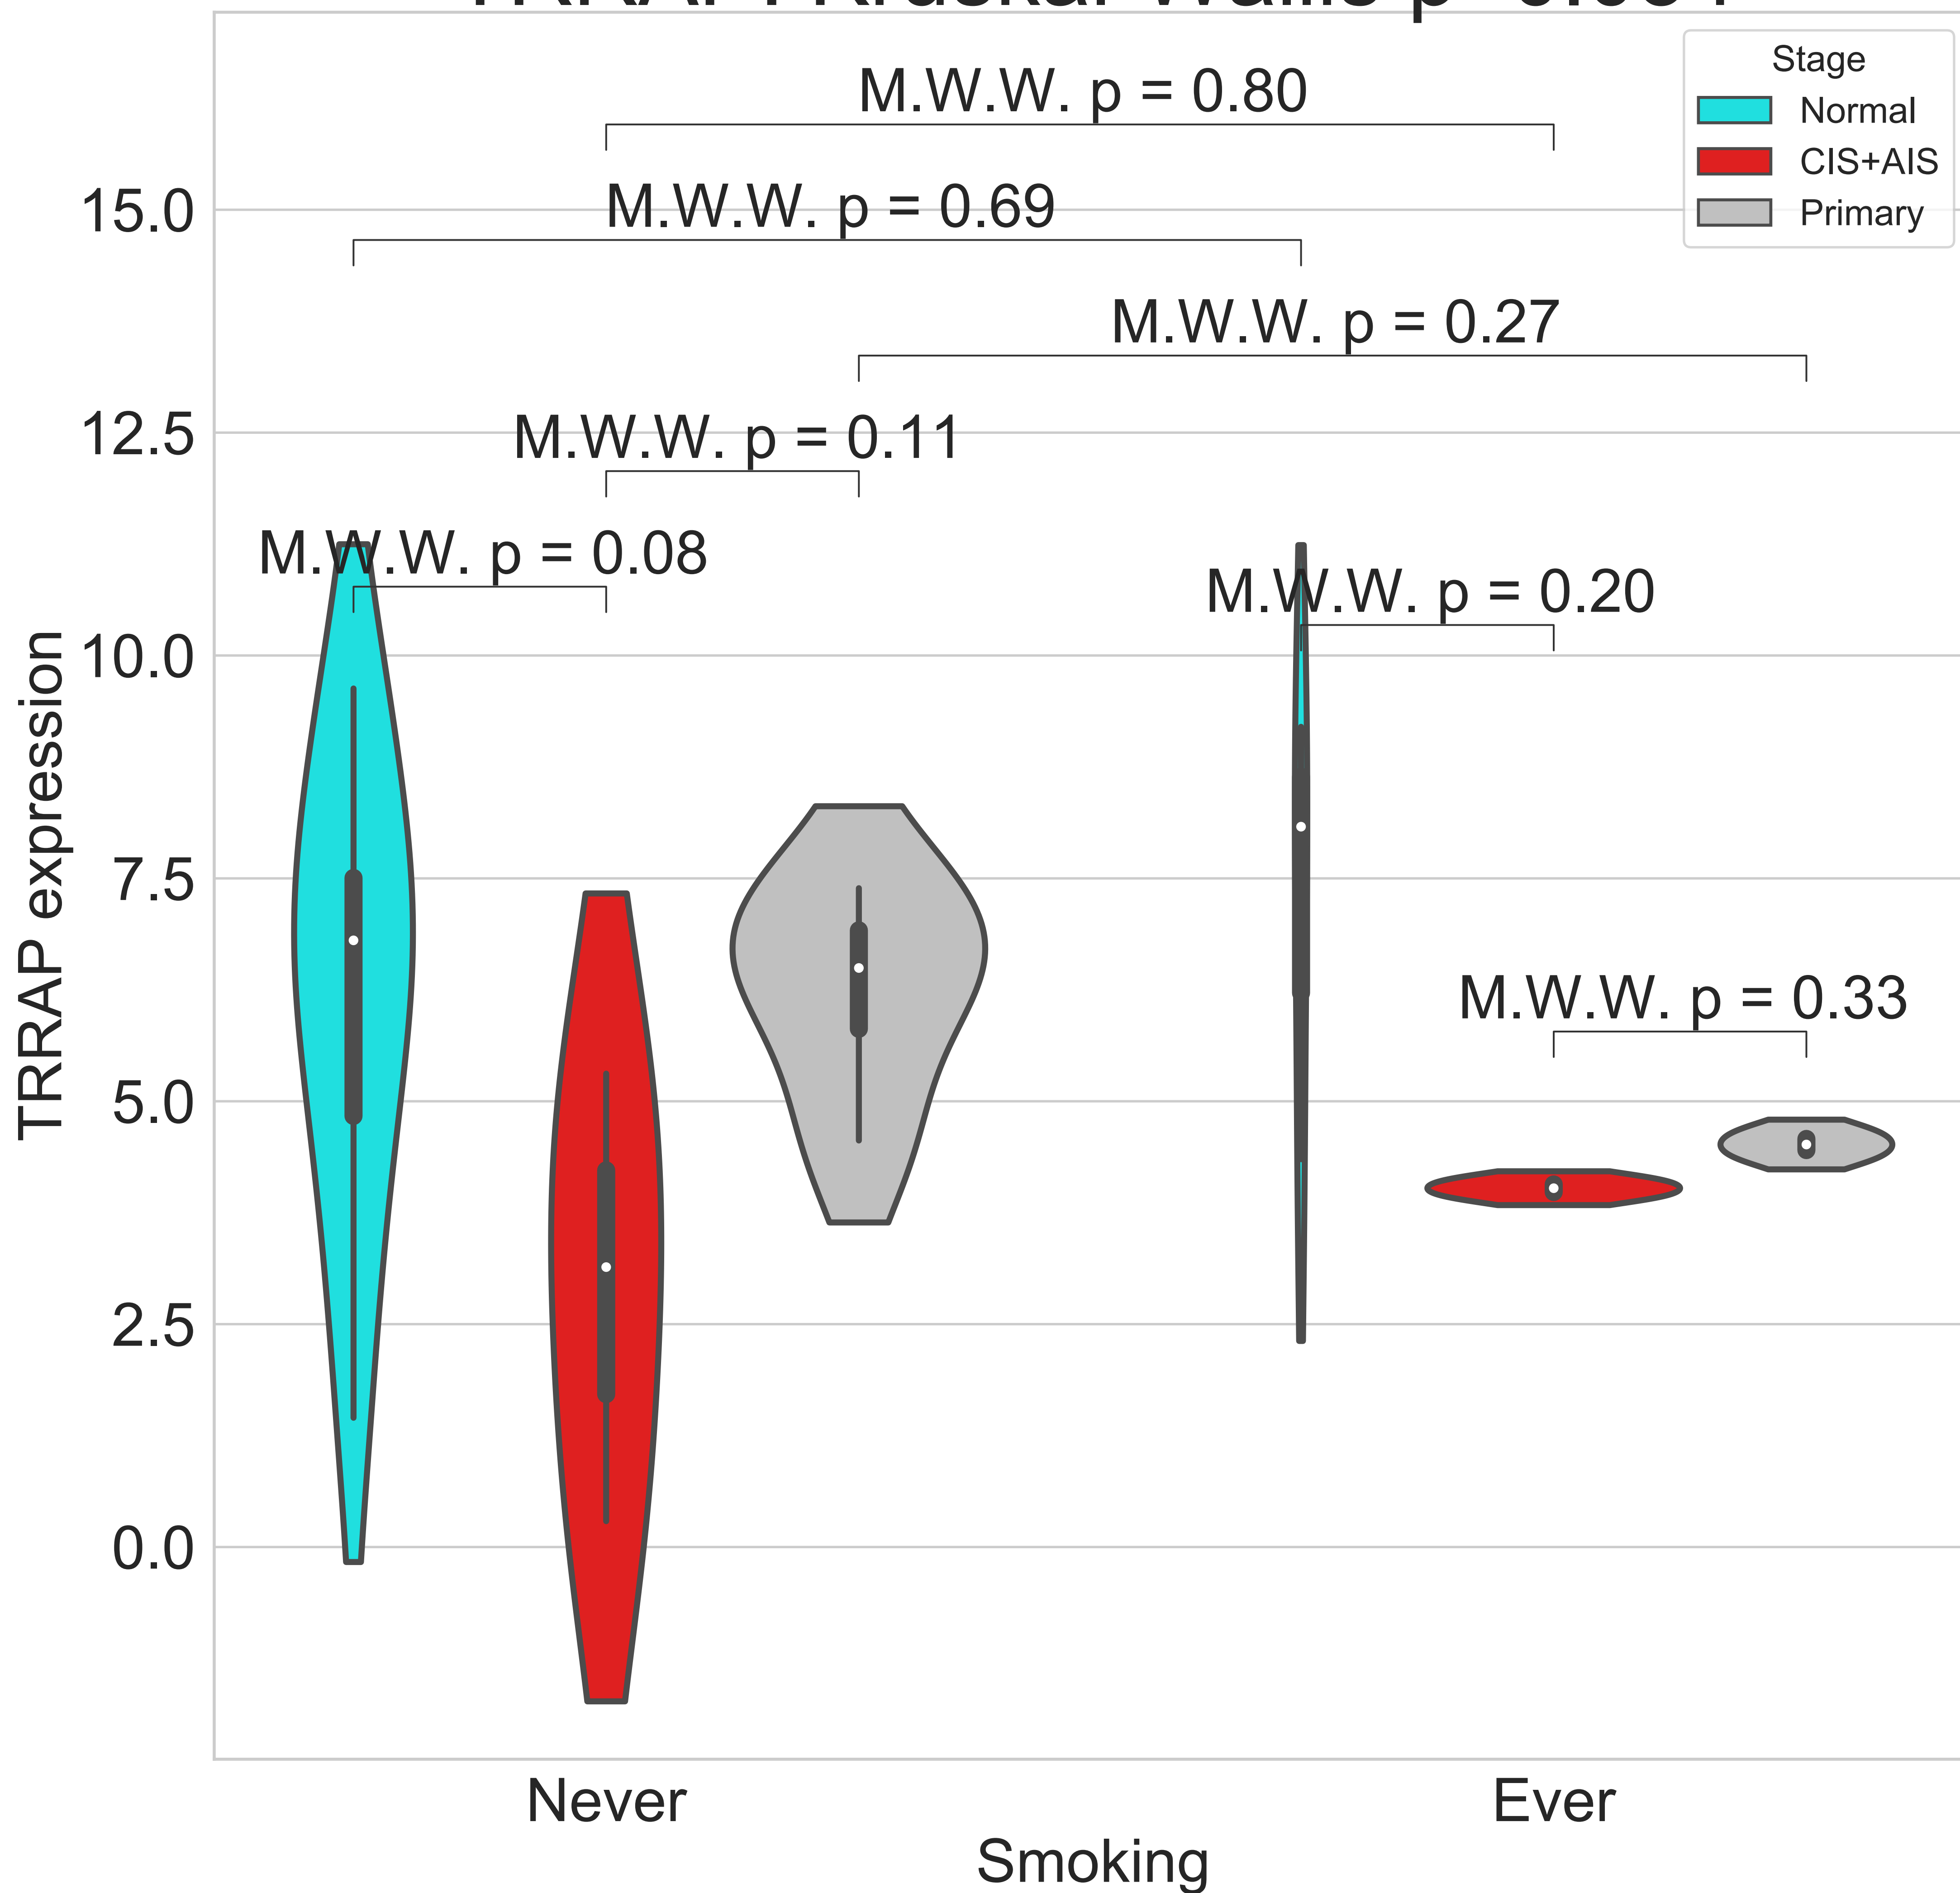 M.W.W. p = 0.80
M.W.W. p = 0.69
M.W.W. p = 0.27
M.W.W. p = 0.11
M.W.W. p = 0.08
M.W.W. p = 0.20
M.W.W. p = 0.33
Stage
Normal
CIS+AIS
Primary
15.0
12.5
10.0
7.5
5.0
2.5
0.0
TRRAP expression
Never
Ever
Smoking